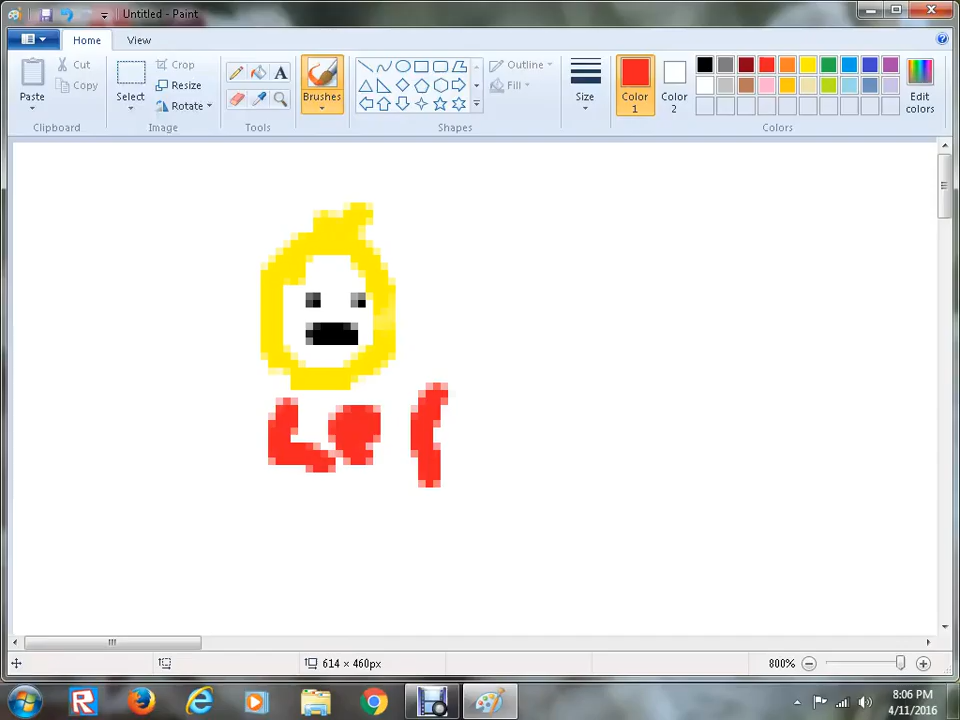 Untitled - Paint
Home View
Cut
Copy
Paste
Clipboard
Select
Crop
Resize
Rotate
Image
A
Tools
Brushes
Outline
Fill
Shapes
Size
Color 1
Color 2
Edit colors
Colors
LO
614 × 460px
800%
8:06 PM
4/11/2016